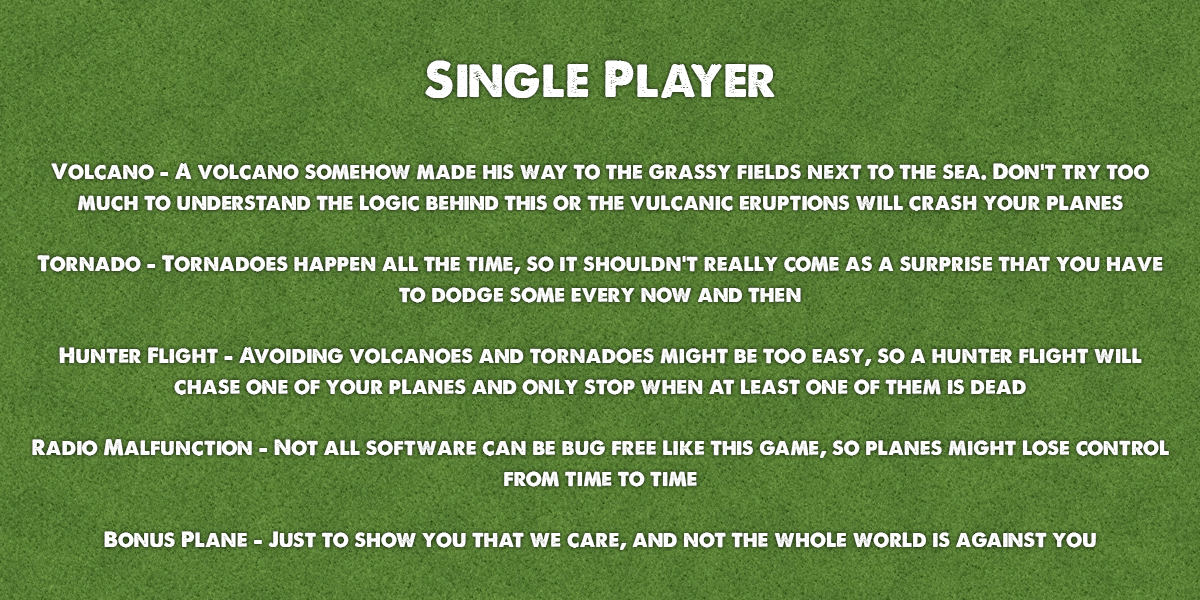 Single Player
Volcano - A volcano somehow made his way to the grassy fields next to the sea. Don't try too
much to understand the logic behind this or the vulcanic eruptions will crash your planes
Tornado - Tornadoes happen all the time, so it shouldn't really come as a surprise that you have
to dodge some every now and then
Hunter Flight - Avoiding volcanoes and tornadoes might be too easy, so a hunter flight will
chase one of your planes and only stop when at least one of them is dead
Radio Malfunction - Not all software can be bug free like this game, so planes might lose control
from time to time
Bonus Plane - Just to show you that we care, and not the whole world is against you